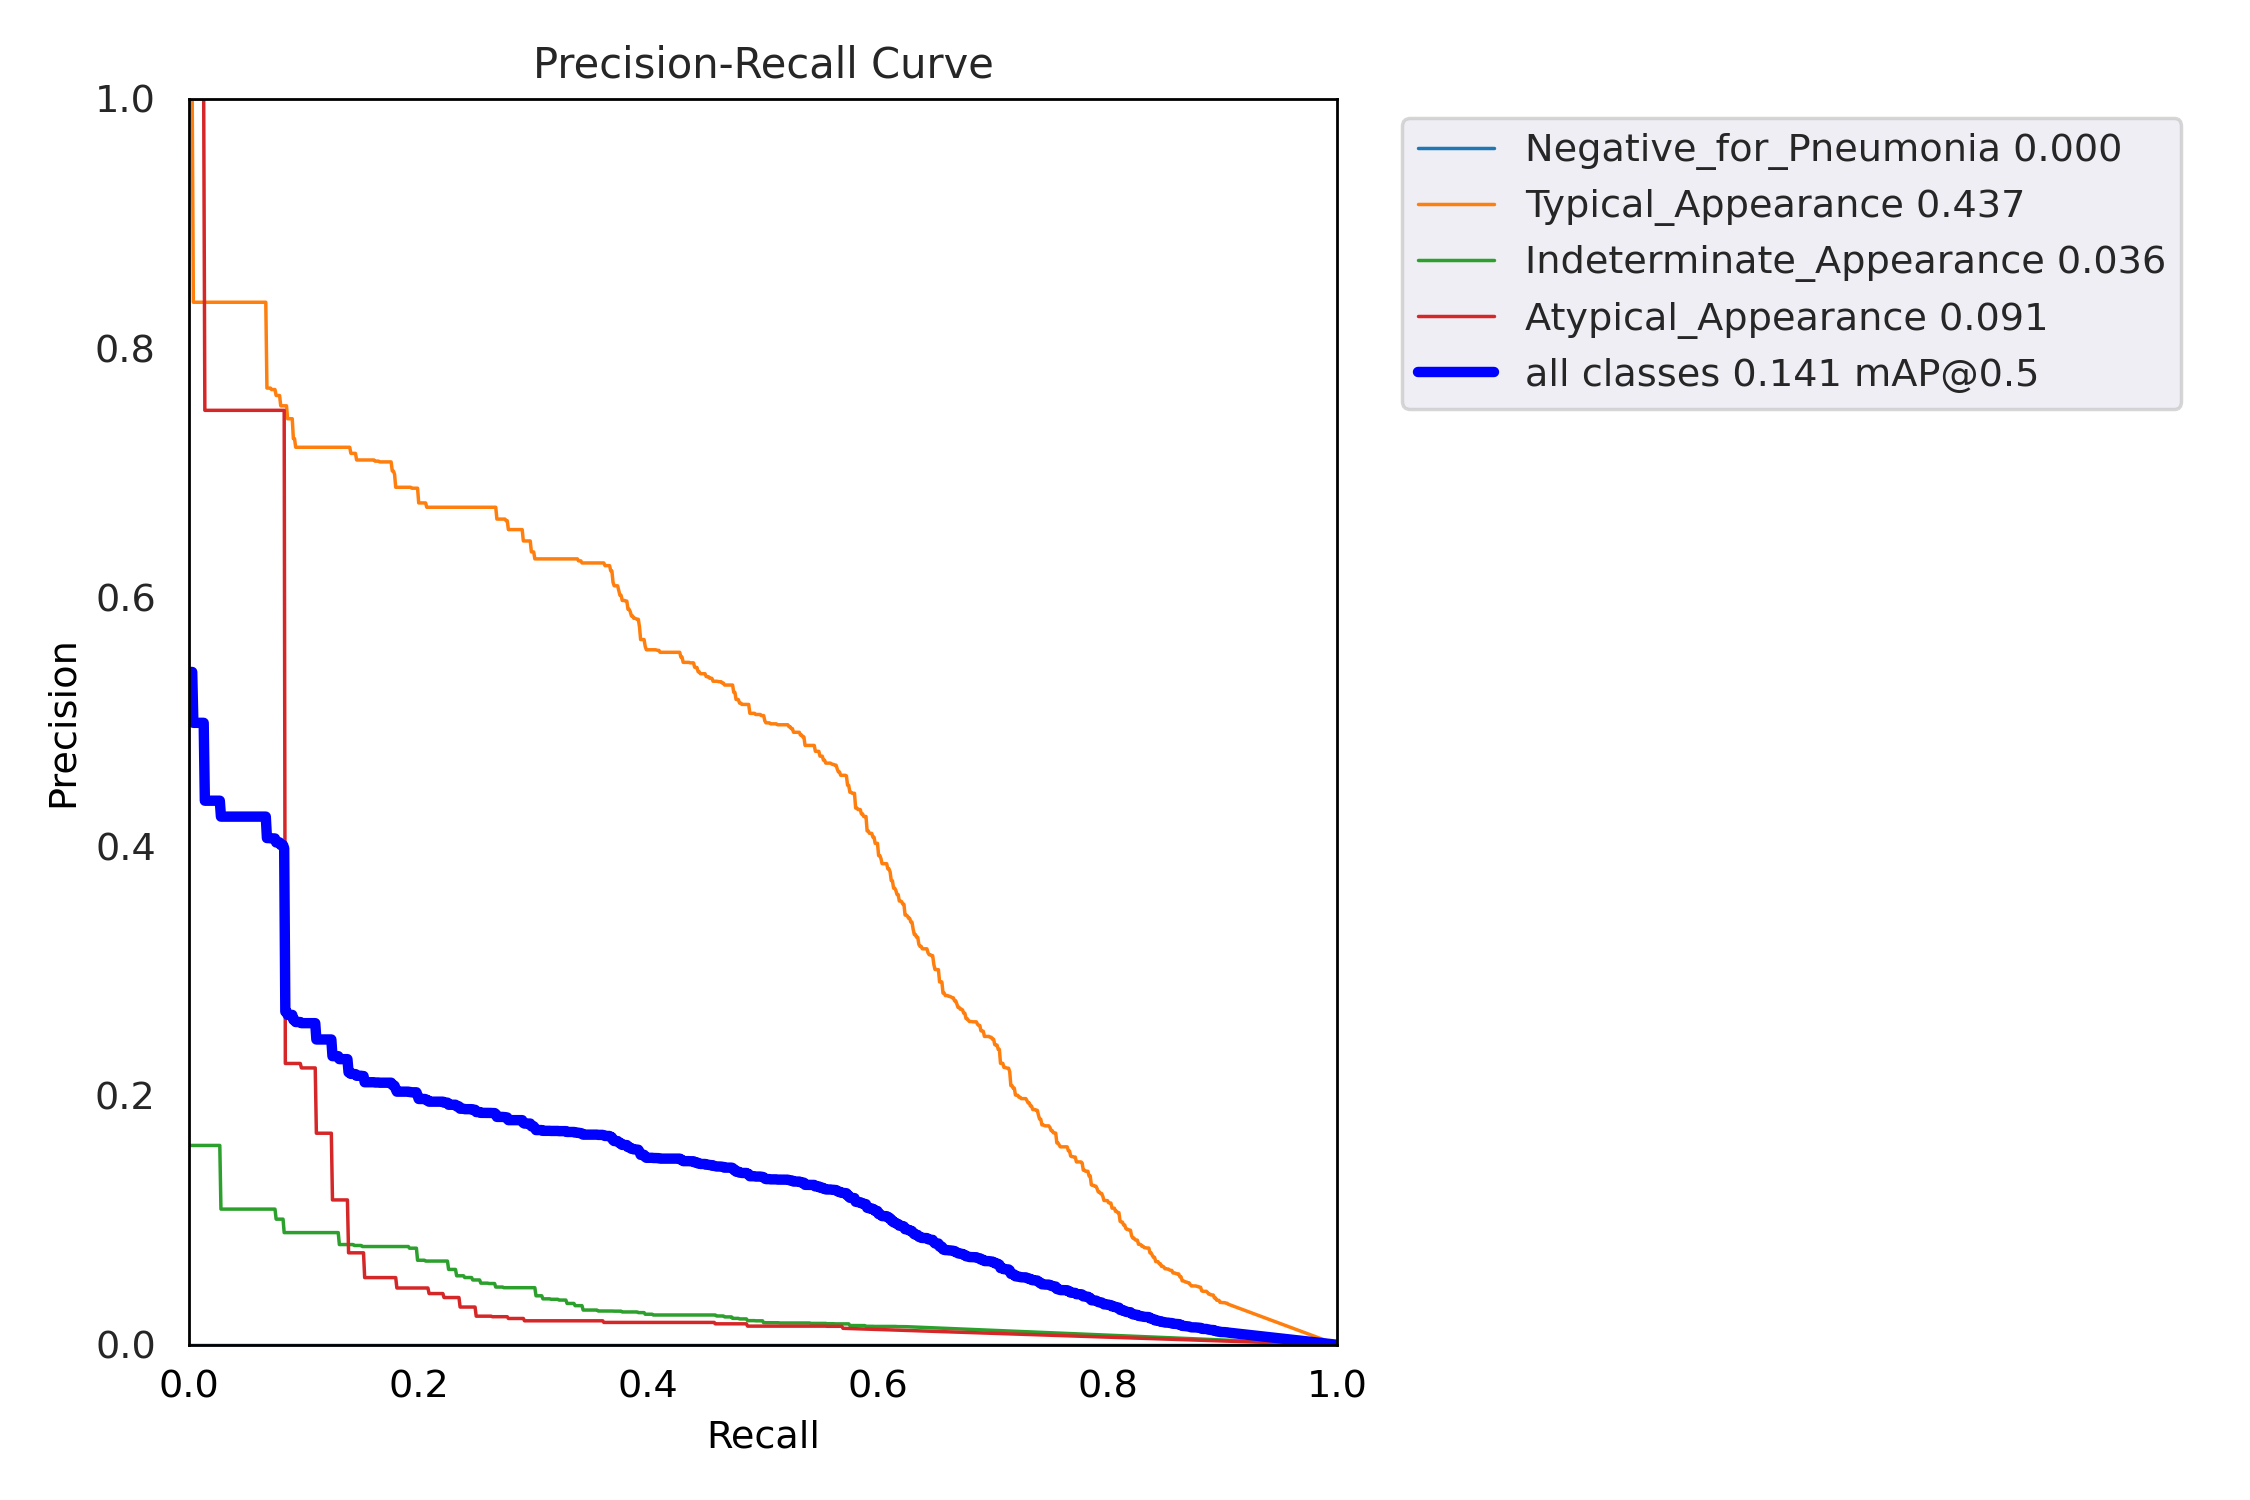 Precision-Recall Curve
1.0
0.8
0.6
0.4
0.2
0.0
Precision
0.0 0.2 0.4 0.6 0.8 1.0
Recall
Negative_for_Pneumonia 0.000
Typical_Appearance 0.437
Indeterminate_Appearance 0.036
Atypical_Appearance 0.091
all classes 0.141 mAP@0.5